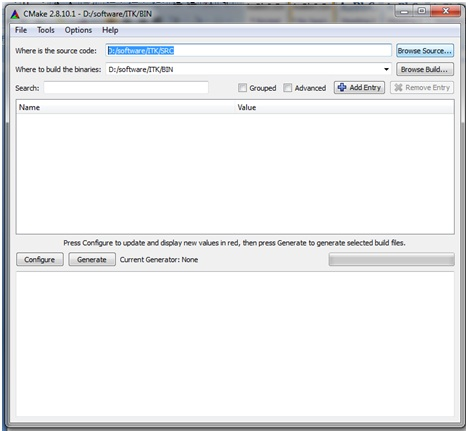 CMake 2.8.10.1 - D:/software/ITK/BIN
File Tools Options Help
Where is the source code: D:/software/ITK/SRC Browse Source...
Where to build the binaries: D:/software/ITK/BIN Browse Build...
Search: Grouped Advanced Add Entry Remove Entry
Name Value
Press Configure to update and display new values in red, then press Generate to generate selected build files.
Configure Generate Current Generator: None